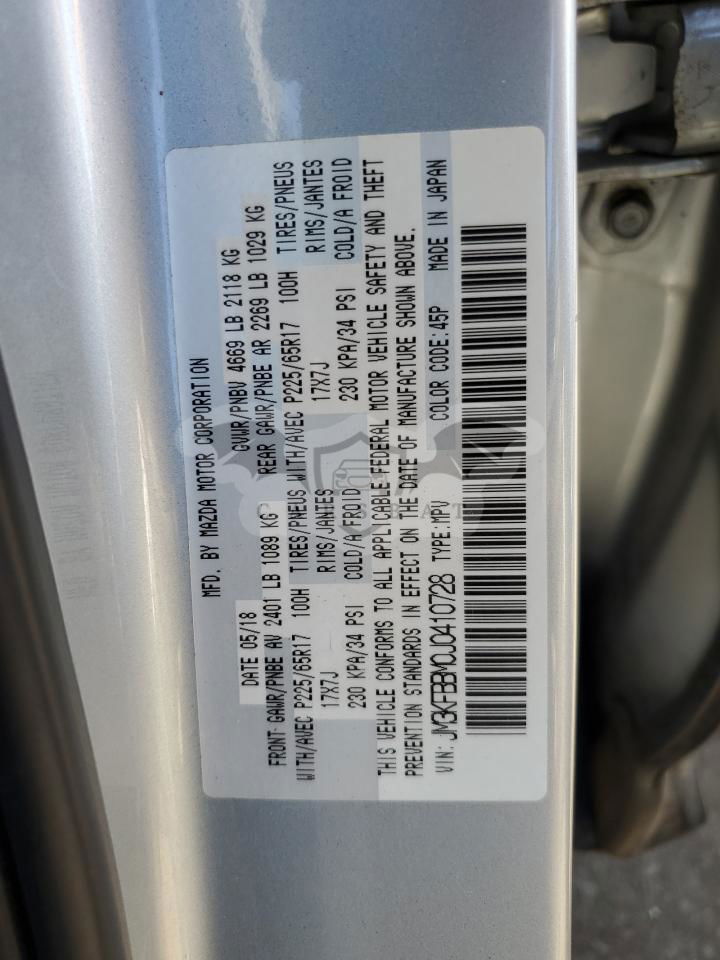 MFD. BY MAZDA MOTOR CORPORATION
DATE 05/18 GVWR/PNBV 4669 LB 2118 KG
FRONT GAWR/PNBE AV 2401 LB 1089 KG REAR GAWR/PNBE AR 2269 LB 1029 KG
WITH/AVEC P225/65R17 100H TIRES/PNEUS WITH/AVEC P225/65R17 100H TIRES/PNEUS
17X7J RIMS/JANTES 17X7J RIMS/JANTES
230 KPA/34 PSI COLD/A FROID 230 KPA/34 PSI COLD/A FROID
THIS VEHICLE CONFORMS TO ALL APPLICABLE FEDERAL MOTOR VEHICLE SAFETY AND THEFT
PREVENTION STANDARDS IN EFFECT ON THE DATE OF MANUFACTURE SHOWN ABOVE.
VIN: JM3KFBBM0J0410728 TYPE:MPV COLOR CODE:45P MADE IN JAPAN